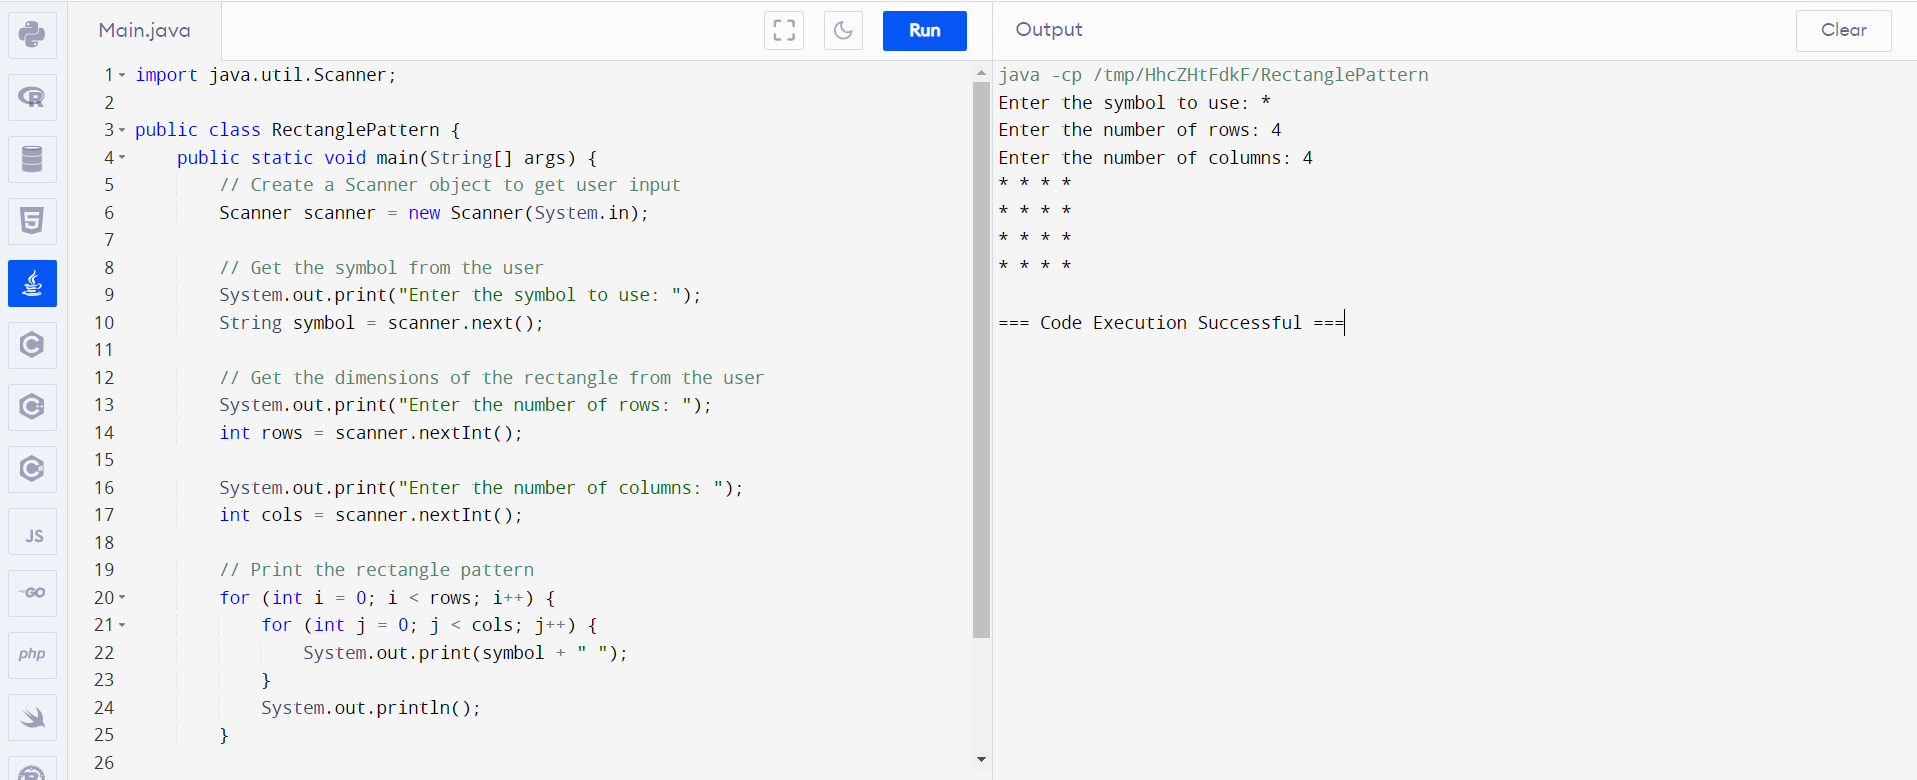 Main.java
Run
1 import java.util.Scanner;
2
3 public class RectanglePattern {
4     public static void main(String[] args) {
5         // Create a Scanner object to get user input
6         Scanner scanner = new Scanner(System.in);
7
8         // Get the symbol from the user
9         System.out.print("Enter the symbol to use: ");
10         String symbol = scanner.next();
11
12         // Get the dimensions of the rectangle from the user
13         System.out.print("Enter the number of rows: ");
14         int rows = scanner.nextInt();
15
16         System.out.print("Enter the number of columns: ");
17         int cols = scanner.nextInt();
18
19         // Print the rectangle pattern
20         for (int i = 0; i < rows; i++) {
21             for (int j = 0; j < cols; j++) {
22                 System.out.print(symbol + " ");
23             }
24             System.out.println();
25         }
26
Output
Clear
java -cp /tmp/HhcZHtFdkF/RectanglePattern
Enter the symbol to use: *
Enter the number of rows: 4
Enter the number of columns: 4
* * * *
* * * *
* * * *
* * * *
=== Code Execution Successful ===
R
5
C
C
C
JS
GO
php